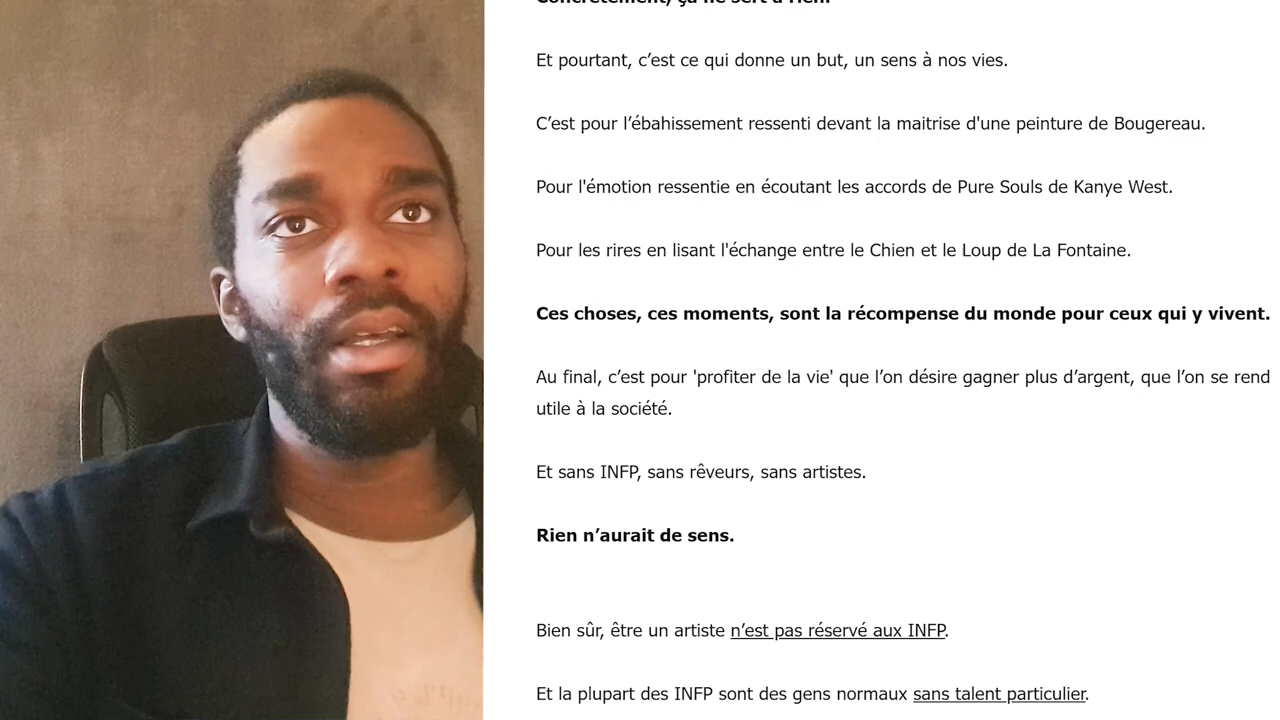 Concrètement, ça ne sert à rien.
Et pourtant, c’est ce qui donne un but, un sens à nos vies.
C’est pour l’ébahissement ressenti devant la maitrise d'une peinture de Bougereau.
Pour l'émotion ressentie en écoutant les accords de Pure Souls de Kanye West.
Pour les rires en lisant l'échange entre le Chien et le Loup de La Fontaine.
Ces choses, ces moments, sont la récompense du monde pour ceux qui y vivent.
Au final, c’est pour 'profiter de la vie' que l’on désire gagner plus d’argent, que l’on se rend
utile à la société.
Et sans INFP, sans rêveurs, sans artistes.
Rien n’aurait de sens.
Bien sûr, être un artiste n’est pas réservé aux INFP.
Et la plupart des INFP sont des gens normaux sans talent particulier.